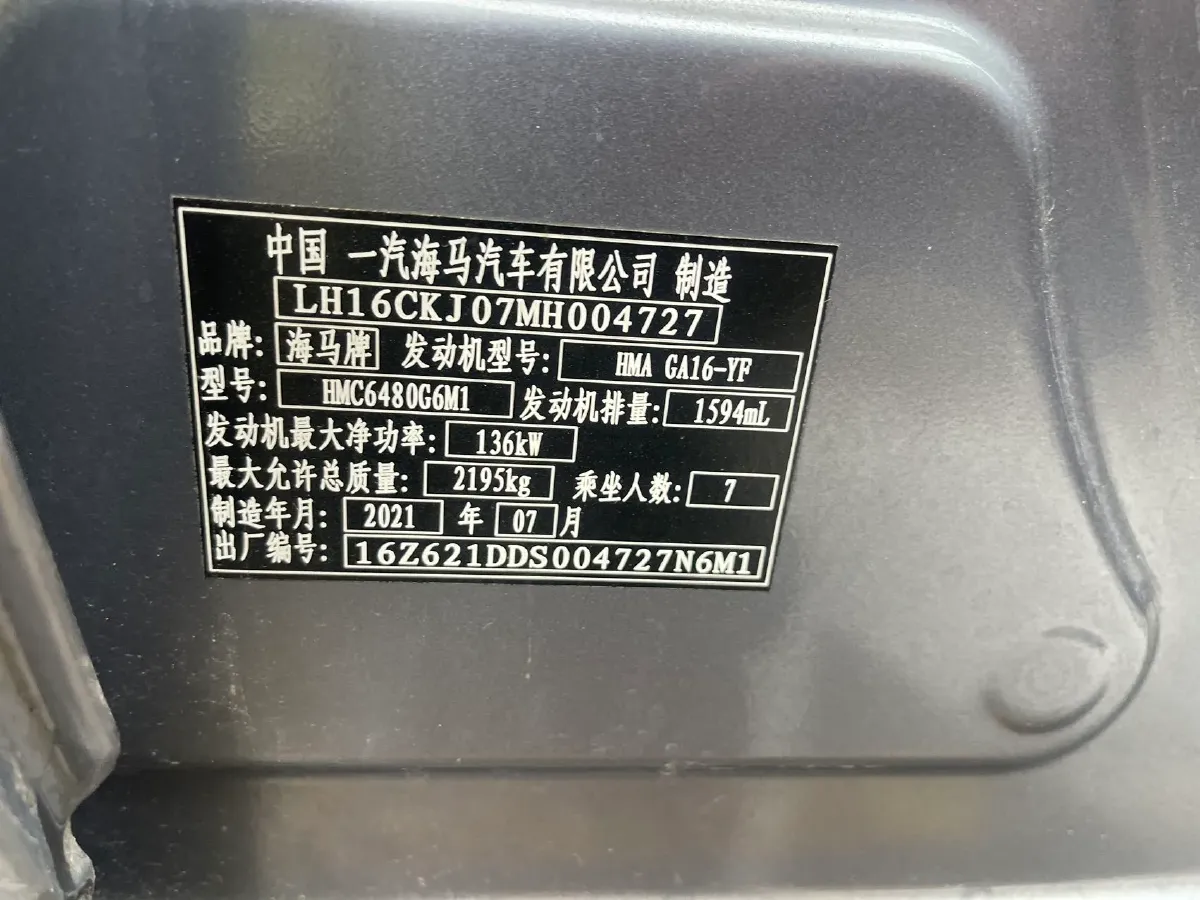 中国 一汽海马汽车有限公司 制造
LH16CKJ07MH004727
品牌: 海马牌 发动机型号: HMA GA16-YF
型号: HMC6480G6M1 发动机排量: 1594mL
发动机最大净功率: 136kW
最大允许总质量: 2195kg 乘坐人数: 7
制造年月: 2021 年 07 月
出厂编号: 16Z621DDS004727N6M1